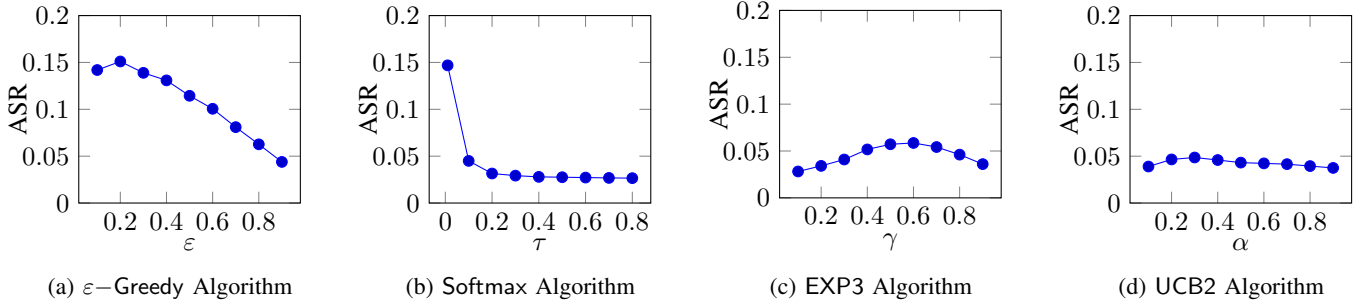 0.2
0.15
0.1
0.05
0
ASR
0.2 0.4 0.6 0.8
ε
(a) ε−Greedy Algorithm
0.2
0.15
0.1
0.05
0
ASR
0 0.2 0.4 0.6 0.8
τ
(b) Softmax Algorithm
0.2
0.15
0.1
0.05
0
ASR
0.2 0.4 0.6 0.8
γ
(c) EXP3 Algorithm
0.2
0.15
0.1
0.05
0
ASR
0.2 0.4 0.6 0.8
α
(d) UCB2 Algorithm